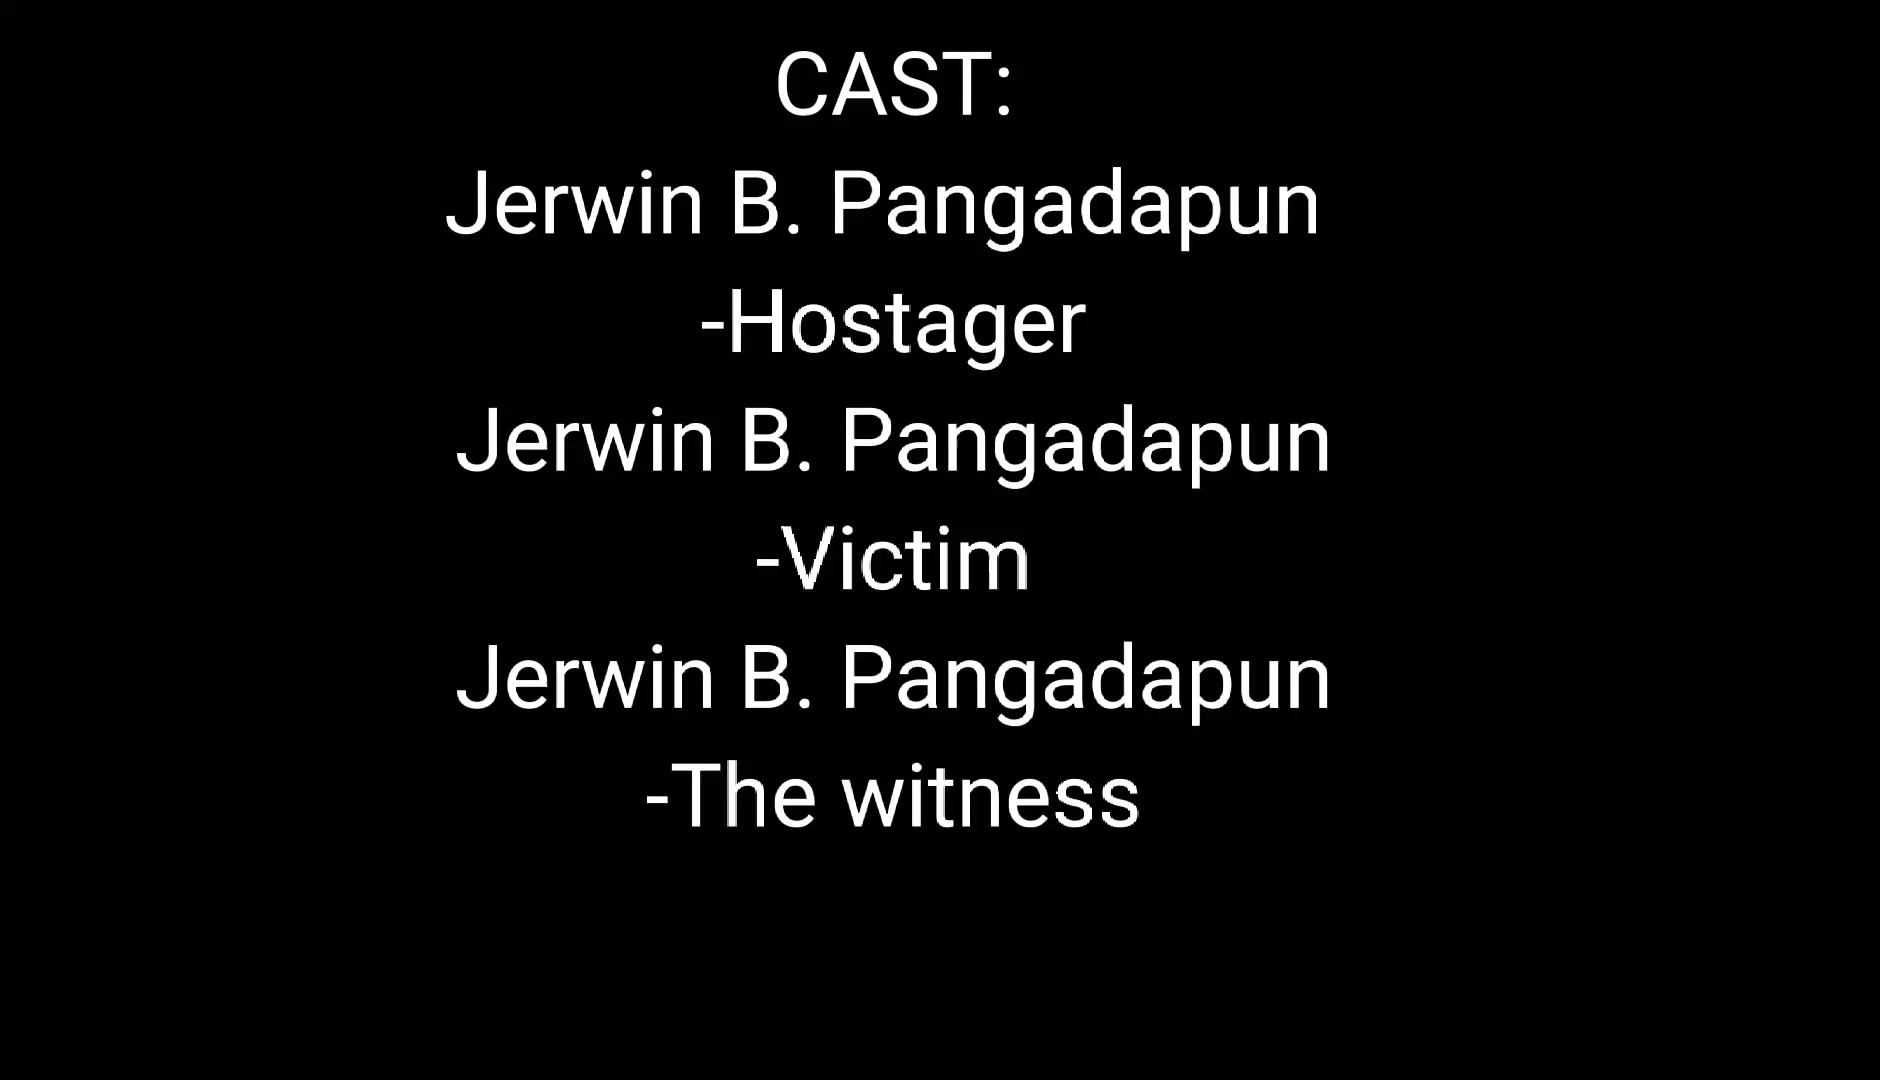 CAST:
Jerwin B. Pangadapun
-Hostager
Jerwin B. Pangadapun
-Victim
Jerwin B. Pangadapun
-The witness